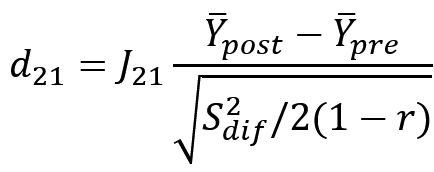 d₂₁ = J₂₁ (Ȳ_post − Ȳ_pre) / √(S²_dif/2(1 − r))